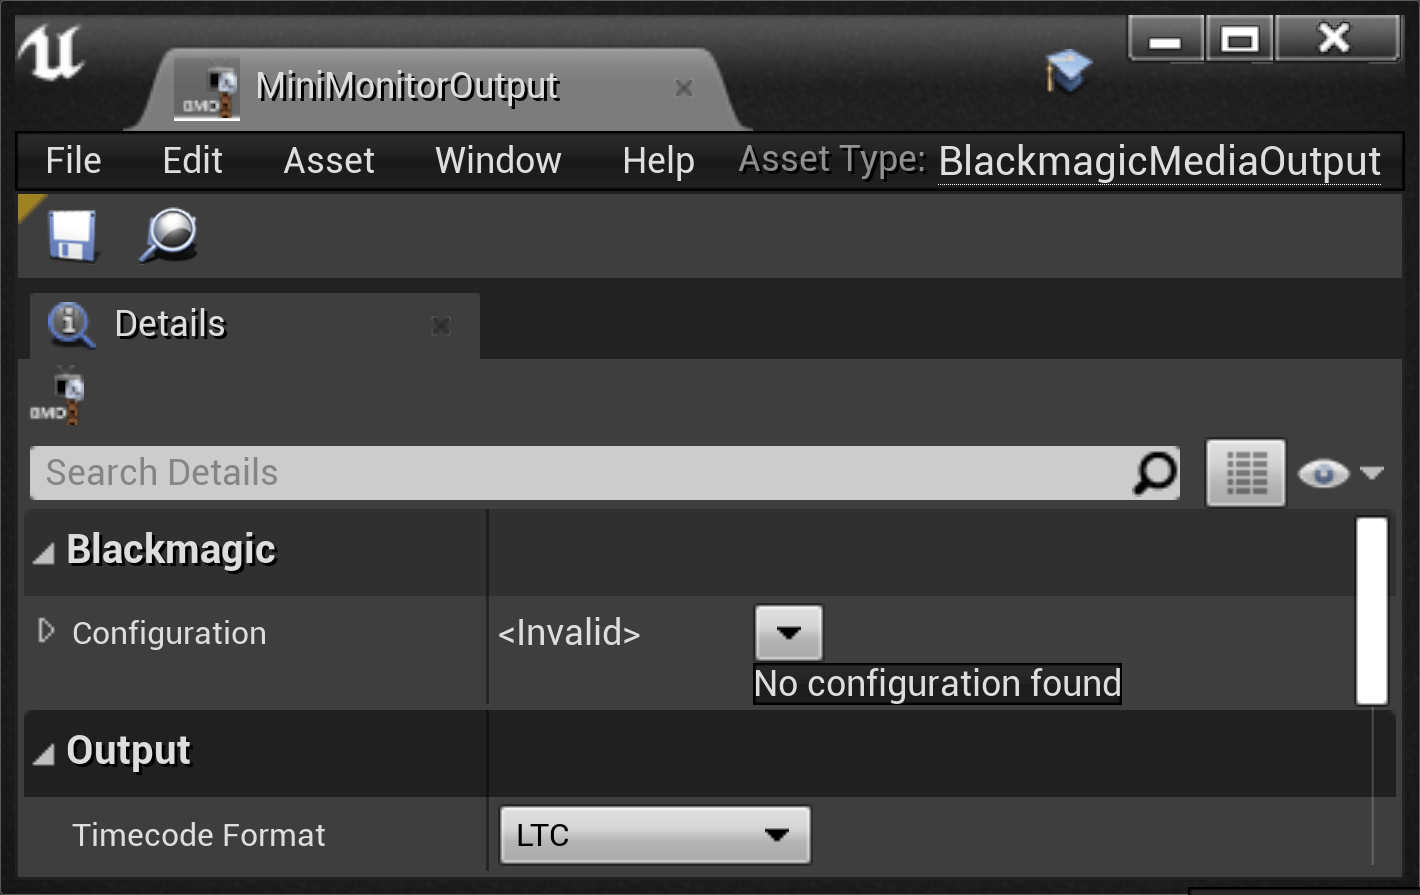 MiniMonitorOutput
File Edit Asset Window Help Asset Type: BlackmagicMediaOutput
Details
BMD
Search Details
Blackmagic
Configuration <Invalid>
No configuration found
Output
Timecode Format LTC